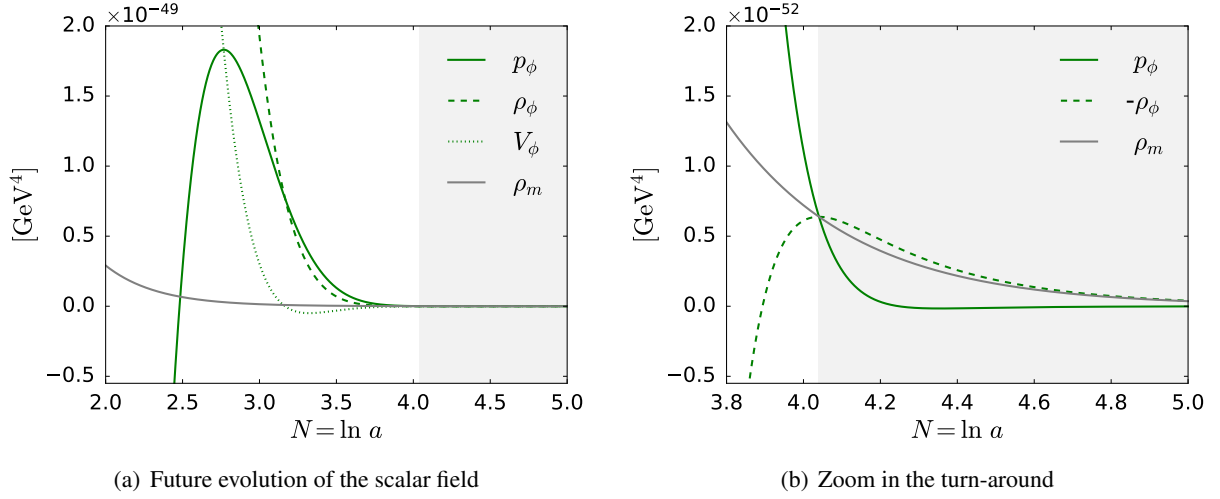 ×10⁻⁴⁹
2.0
1.5
1.0
0.5
0.0
−0.5
[GeV⁴]
p_ϕ
ρ_ϕ
V_ϕ
ρ_m
2.0 2.5 3.0 3.5 4.0 4.5 5.0
N = ln a
(a) Future evolution of the scalar field
×10⁻⁵²
2.0
1.5
1.0
0.5
0.0
−0.5
[GeV⁴]
p_ϕ
-ρ_ϕ
ρ_m
3.8 4.0 4.2 4.4 4.6 4.8 5.0
N = ln a
(b) Zoom in the turn-around